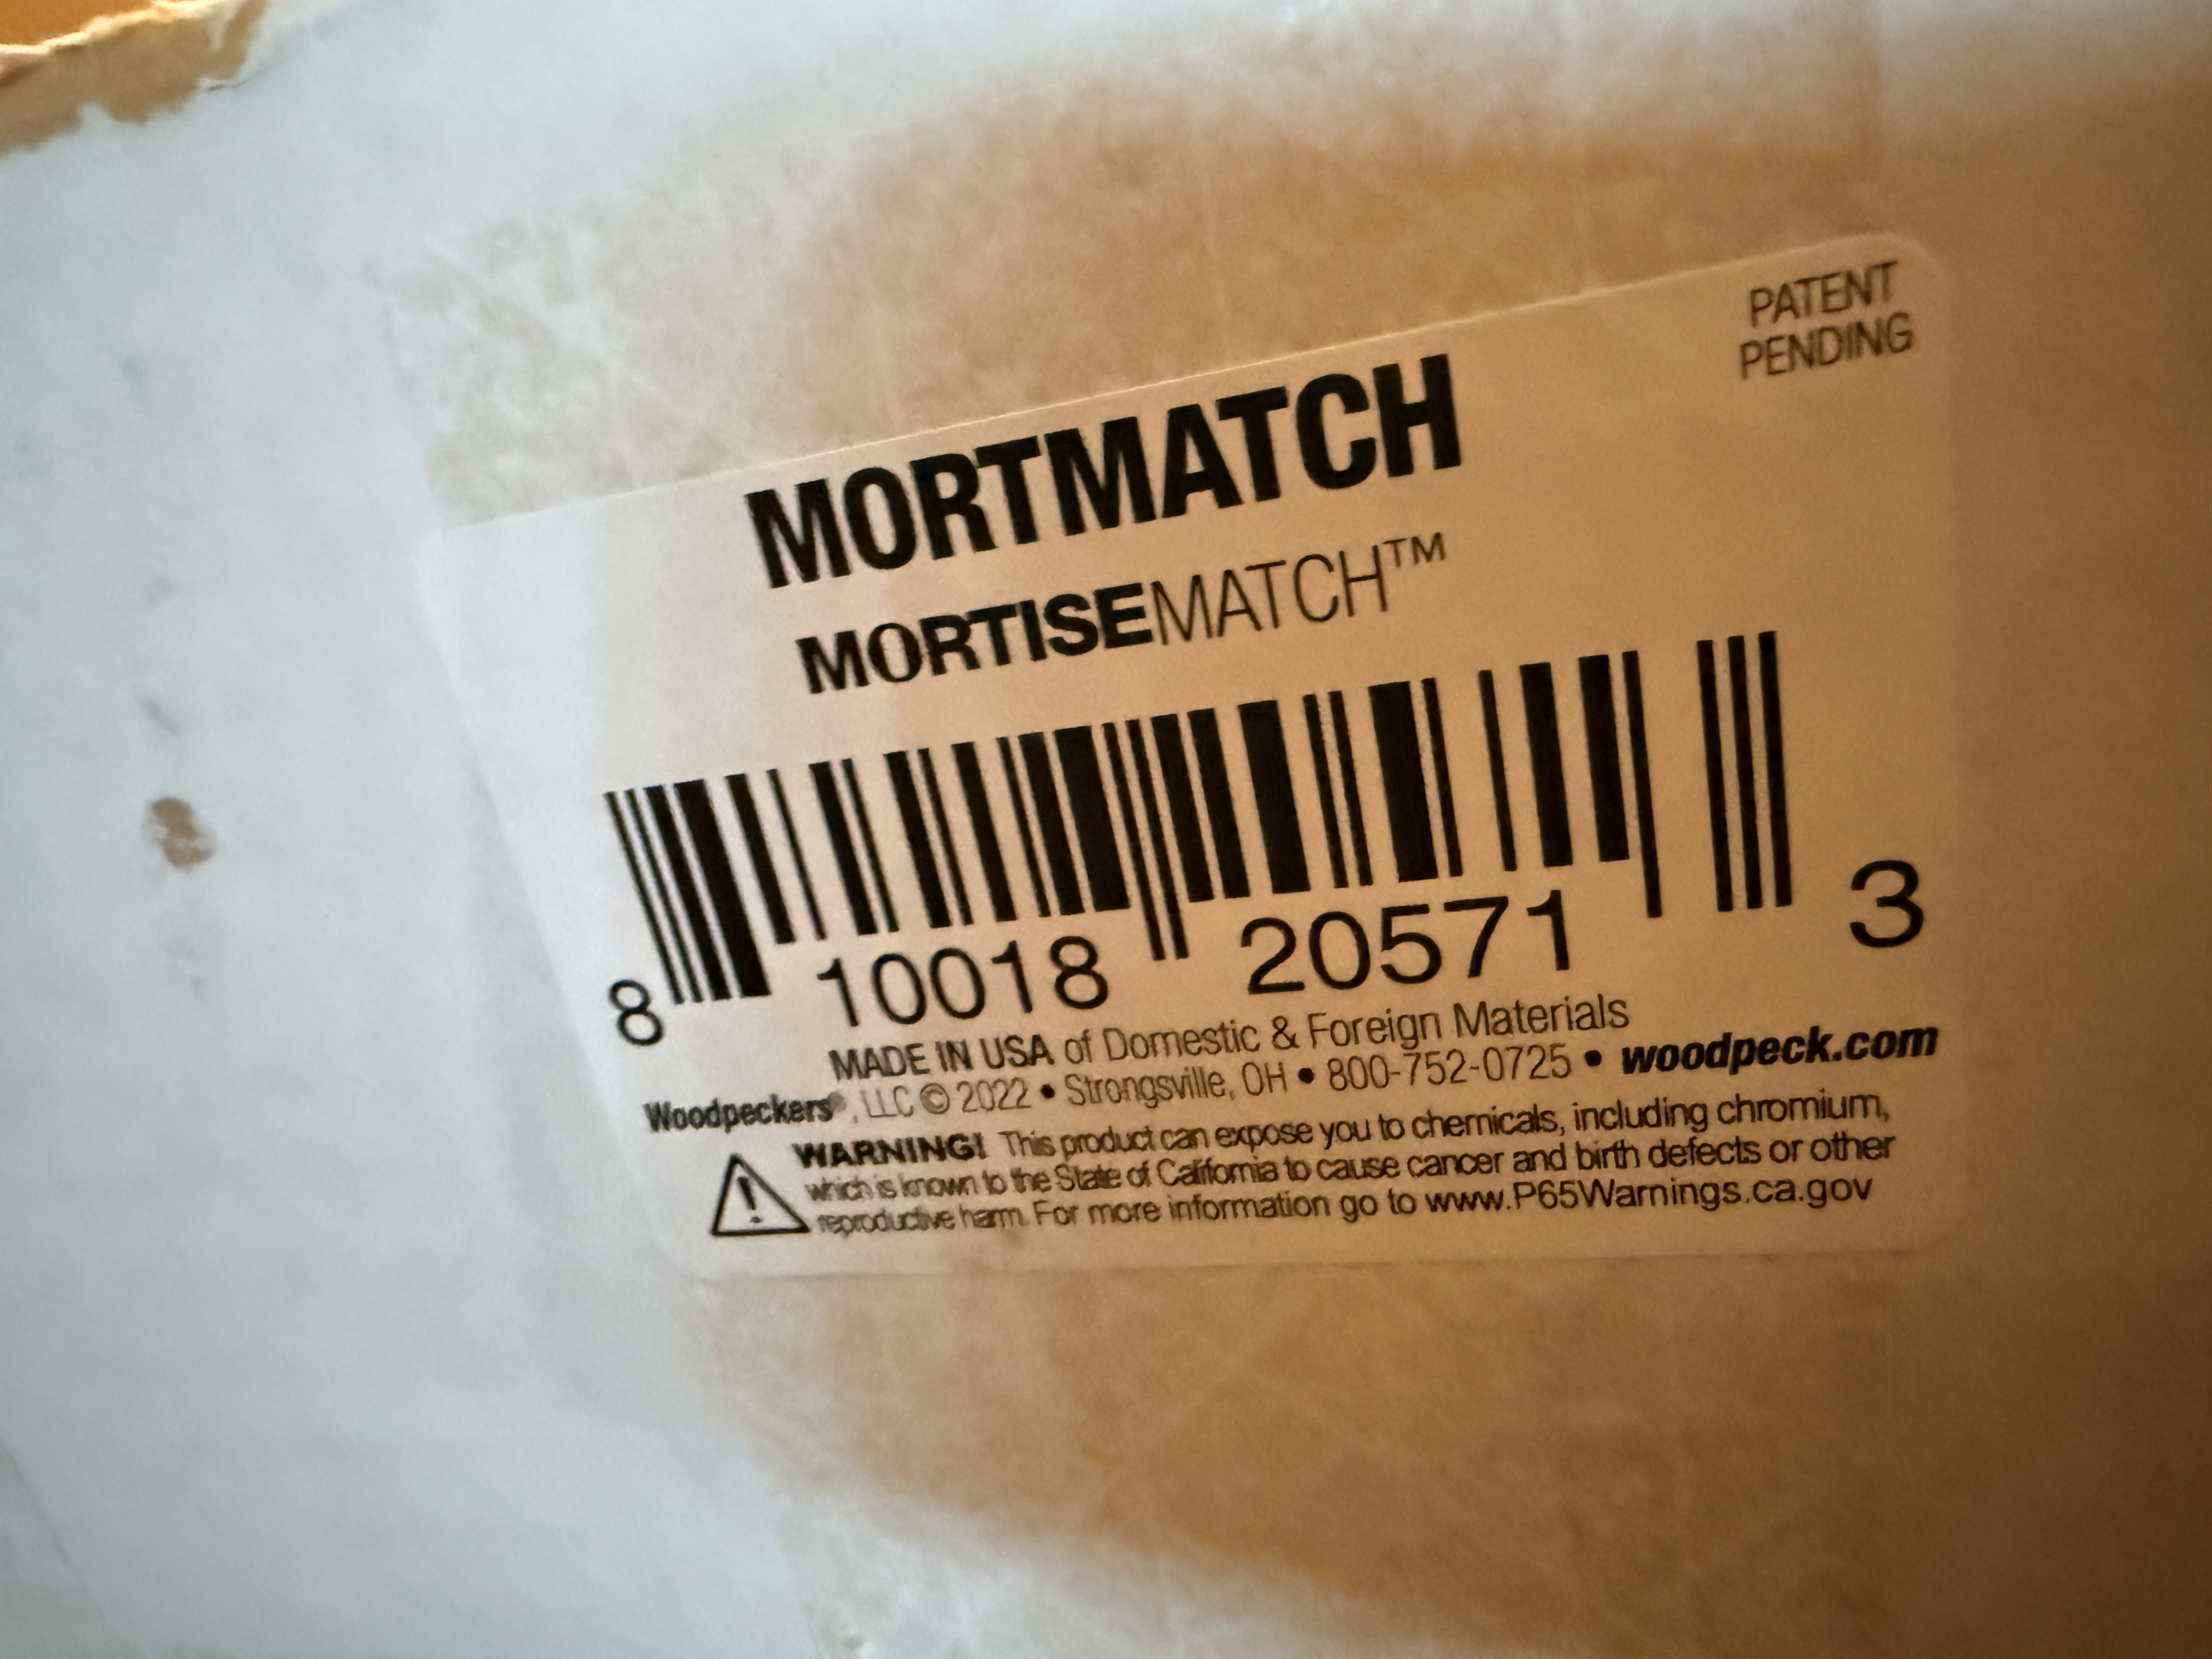 PATENT
PENDING
MORTMATCH
MORTISEMATCH™
8 10018 20571 3
MADE IN USA of Domestic & Foreign Materials
Woodpeckers®, LLC © 2022 • Strongsville, OH • 800-752-0725 • woodpeck.com
WARNING! This product can expose you to chemicals, including chromium,
which is known to the State of California to cause cancer and birth defects or other
reproductive harm. For more information go to www.P65Warnings.ca.gov